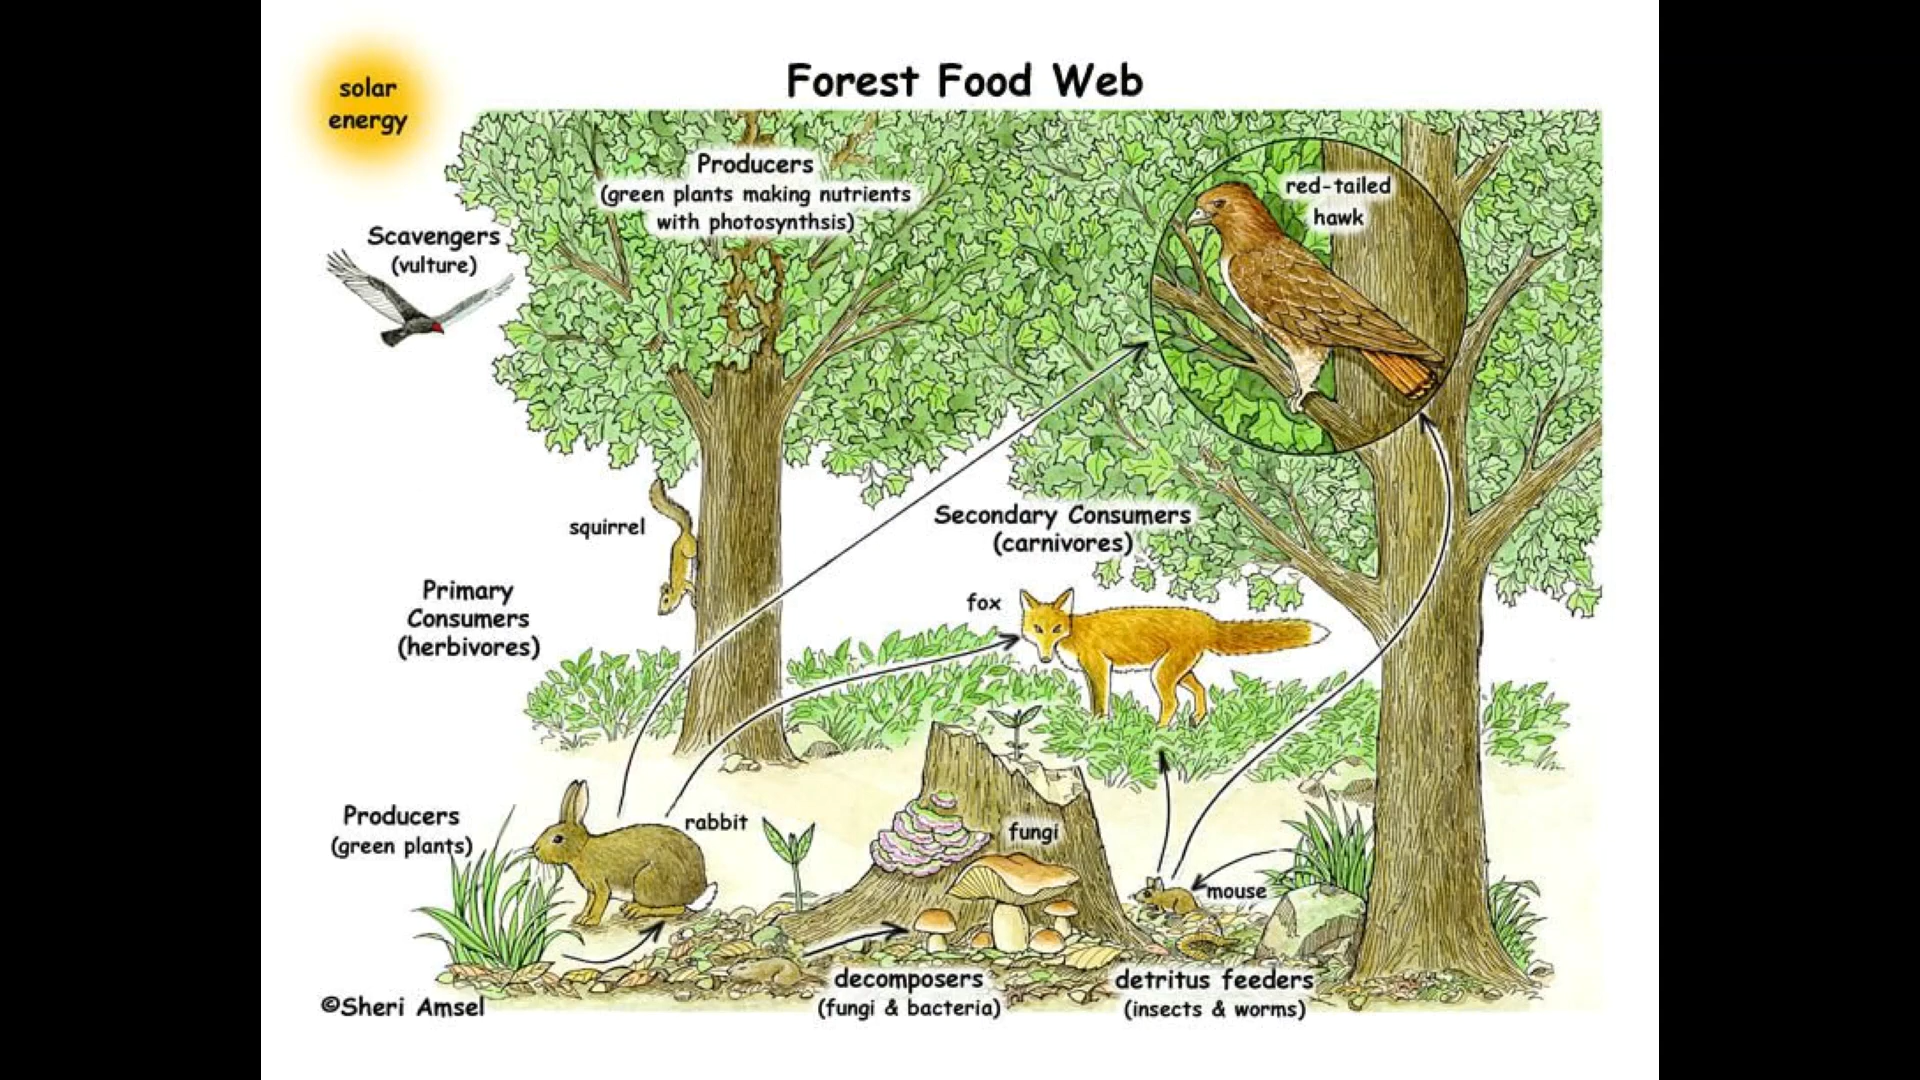 Forest Food Web
solar
energy
Producers
(green plants making nutrients
with photosynthsis)
red-tailed
hawk
Scavengers
(vulture)
squirrel
Secondary Consumers
(carnivores)
Primary
Consumers
(herbivores)
fox
Producers
(green plants)
rabbit
fungi
mouse
decomposers
(fungi & bacteria)
detritus feeders
(insects & worms)
©Sheri Amsel